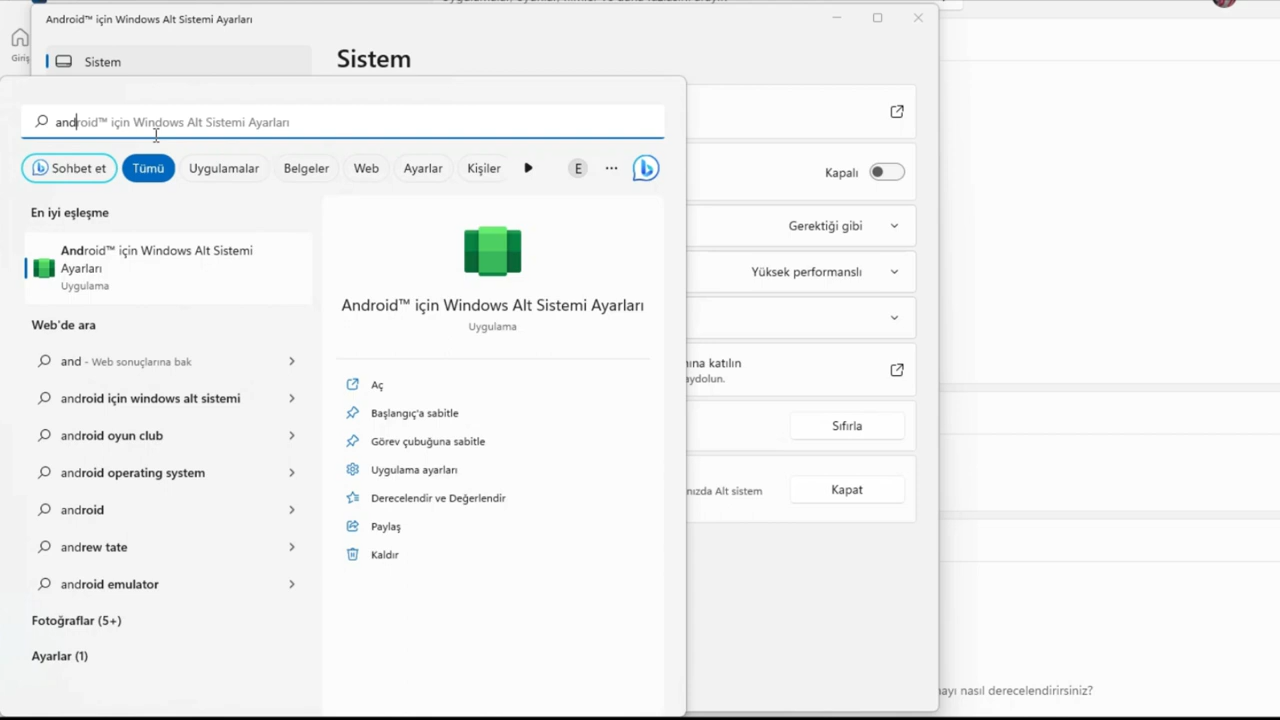 Android™ için Windows Alt Sistemi Ayarları
Giriş
Sistem
Sistem
android™ için Windows Alt Sistemi Ayarları
Sohbet et
Tümü
Uygulamalar
Belgeler
Web
Ayarlar
Kişiler
E
Kapalı
Gerektiği gibi
Yüksek performanslı
En iyi eşleşme
Android™ için Windows Alt Sistemi
Ayarları
Uygulama
Android™ için Windows Alt Sistemi Ayarları
Uygulama
Web'de ara
and - Web sonuçlarına bak
android için windows alt sistemi
android oyun club
android operating system
android
andrew tate
android emulator
Fotoğraflar (5+)
Ayarlar (1)
Aç
Başlangıç'a sabitle
Görev çubuğuna sabitle
Uygulama ayarları
Derecelendir ve Değerlendir
Paylaş
Kaldır
katılın
Sıfırla
Alt sistem
Kapat
nasıl derecelendirirsiniz?